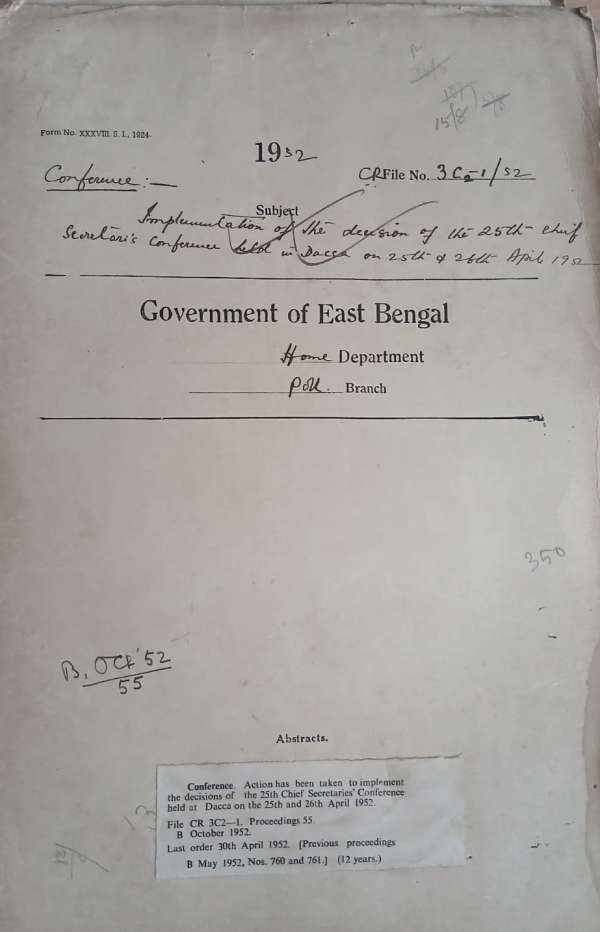 15/8
Form No. XXXVIII. S. 1., 1924.
1952
Conference :—
CR File No. 3C2-1/52
Subject
Implementation of the decision of the 25th chief
Secretari's Conference held in Dacca on 25th & 26th April 1952
Government of East Bengal
Home Department
Poll. Branch
350
B, Oct '52
55
Abstracts.
Conference. Action has been taken to implement
the decisions of the 25th Chief Secretaries' Conference
held at Dacca on the 25th and 26th April 1952.
File CR 3C2—1. Proceedings 55.
B October 1952.
Last order 30th April 1952. [Previous proceedings
B May 1952, Nos. 760 and 761.] (12 years.)